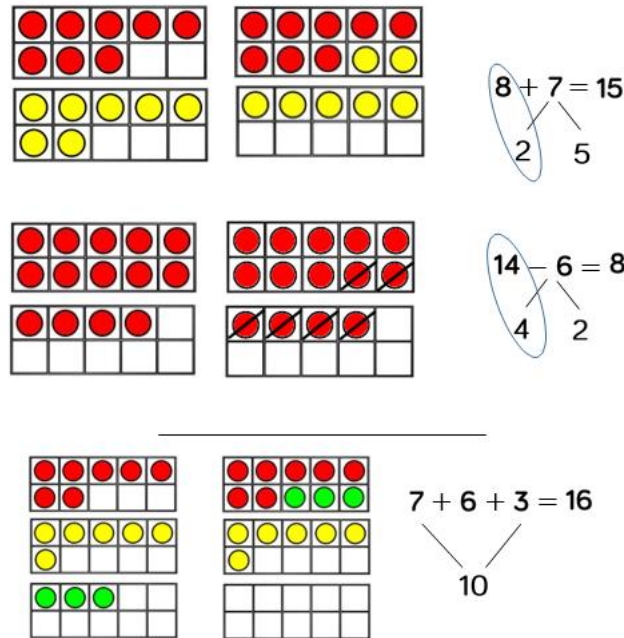 8 + 7 = 15
2 5
14 – 6 = 8
4 2
7 + 6 + 3 = 16
10